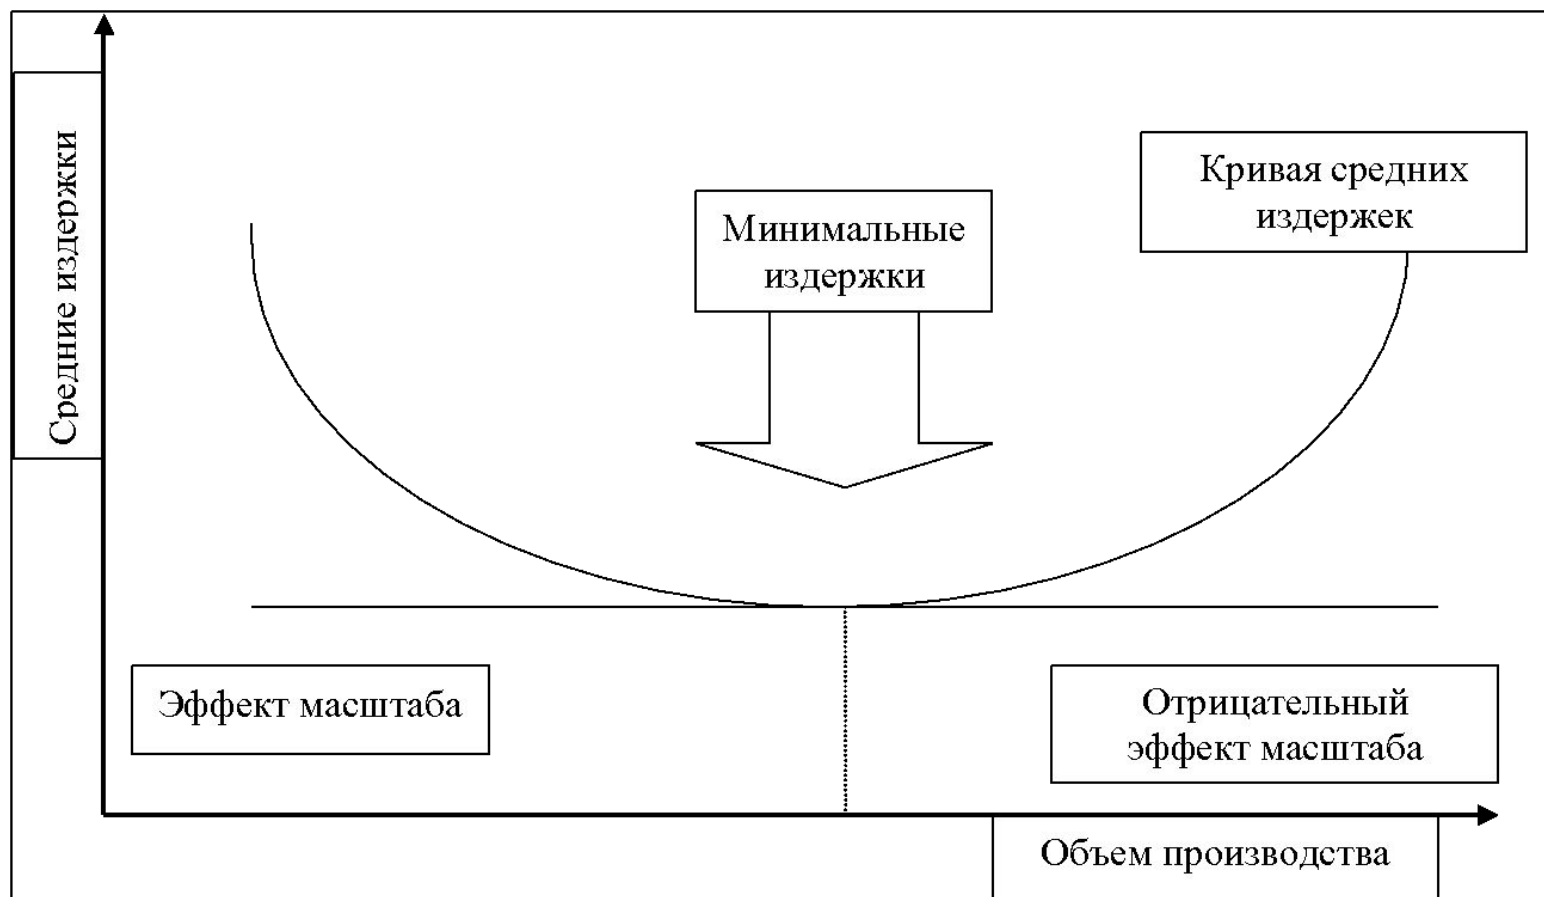 Средние издержки
Кривая средних
издержек
Минимальные
издержки
Эффект масштаба
Отрицательный
эффект масштаба
Объем производства